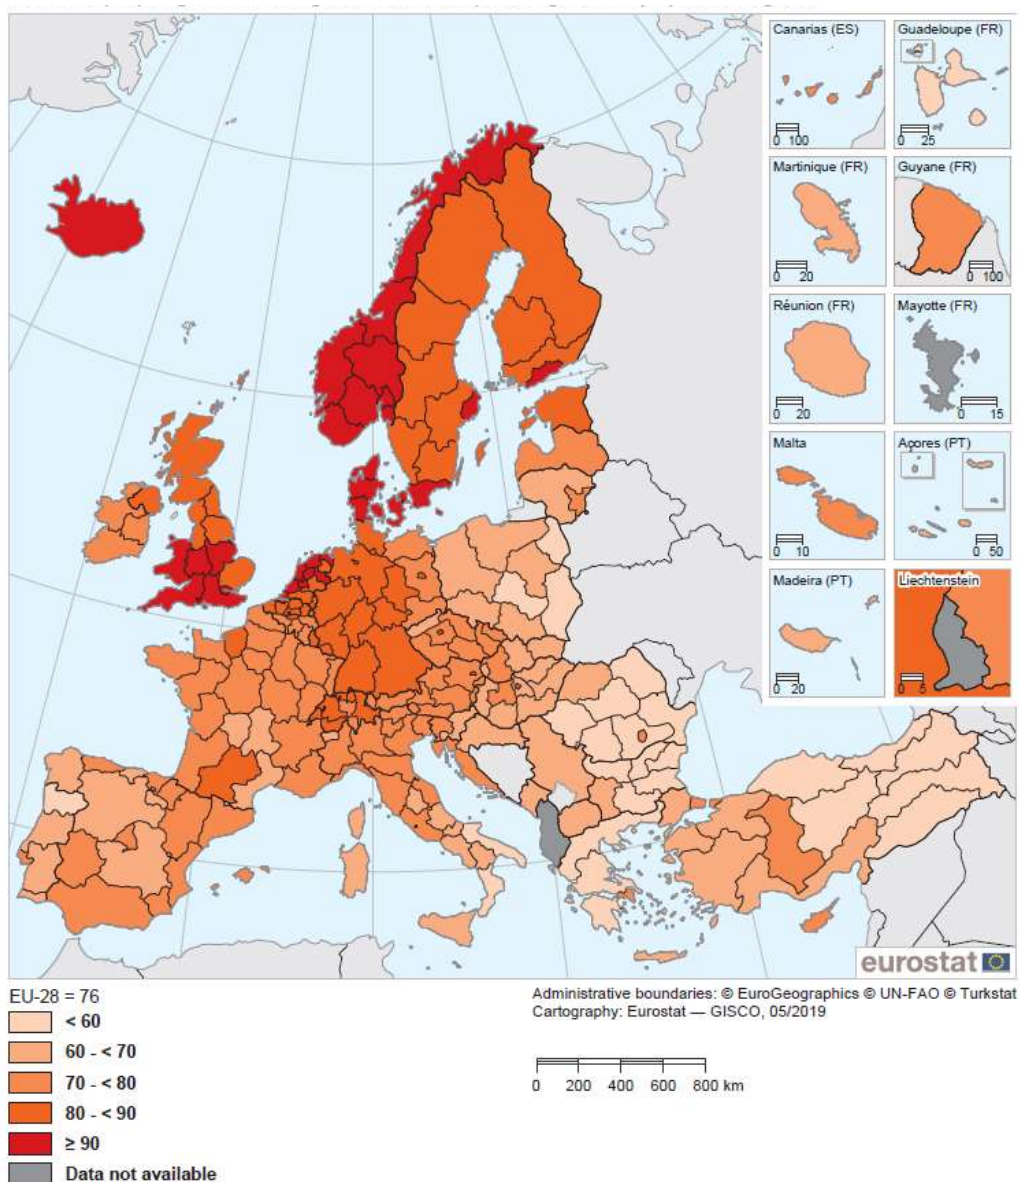 Canarias (ES)
0 100
Guadeloupe (FR)
0 25
Martinique (FR)
0 20
Guyane (FR)
0 100
Réunion (FR)
0 20
Mayotte (FR)
0 15
Malta
0 10
Açores (PT)
0 50
Madeira (PT)
0 20
Liechtenstein
0 5
eurostat
EU-28 = 76
< 60
60 - < 70
70 - < 80
80 - < 90
≥ 90
Data not available
Administrative boundaries: © EuroGeographics © UN-FAO © Turkstat
Cartography: Eurostat — GISCO, 05/2019
0 200 400 600 800 km